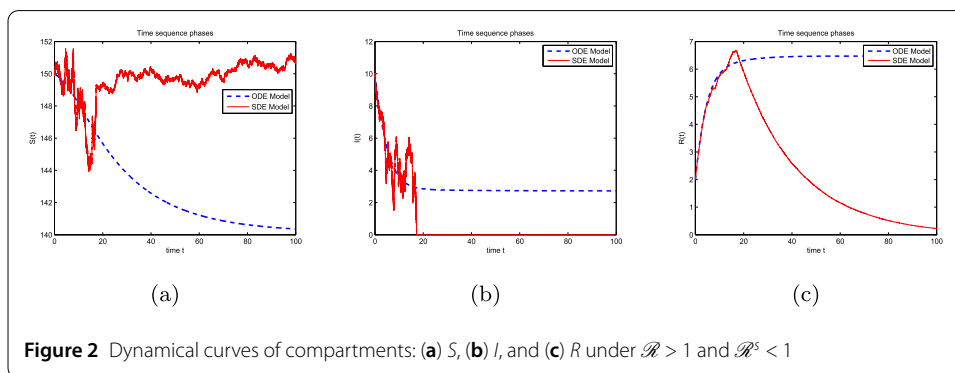 Time sequence phases
152
150
148
146
144
142
140
S(t)
ODE Model
SDE Model
0 20 40 60 80 100
time t
(a)
Time sequence phases
12
10
8
6
4
2
0
I(t)
ODE Model
SDE Model
0 20 40 60 80 100
time t
(b)
Time sequence phases
7
6
5
4
3
2
1
0
R(t)
ODE Model
SDE Model
0 20 40 60 80 100
time t
(c)
Figure 2 Dynamical curves of compartments: (a) S, (b) I, and (c) R under ℛ > 1 and ℛˢ < 1